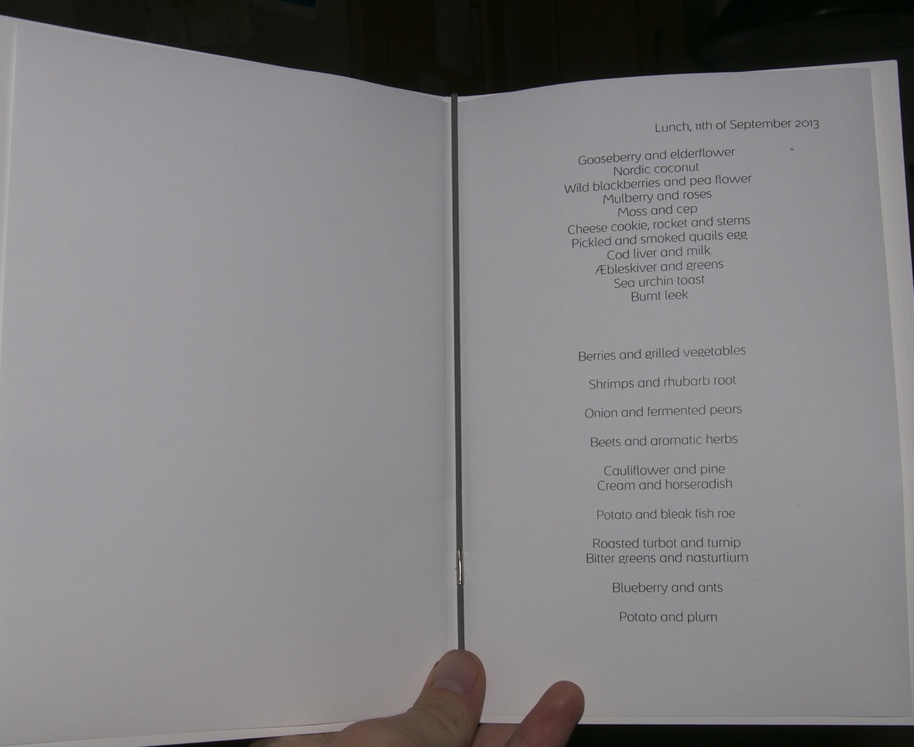 Lunch, 11th of September 2013
Gooseberry and elderflower
Nordic coconut
Wild blackberries and pea flower
Mulberry and roses
Moss and cep
Cheese cookie, rocket and stems
Pickled and smoked quails egg
Cod liver and milk
Æbleskiver and greens
Sea urchin toast
Burnt leek
Berries and grilled vegetables
Shrimps and rhubarb root
Onion and fermented pears
Beets and aromatic herbs
Cauliflower and pine
Cream and horseradish
Potato and bleak fish roe
Roasted turbot and turnip
Bitter greens and nasturtium
Blueberry and ants
Potato and plum